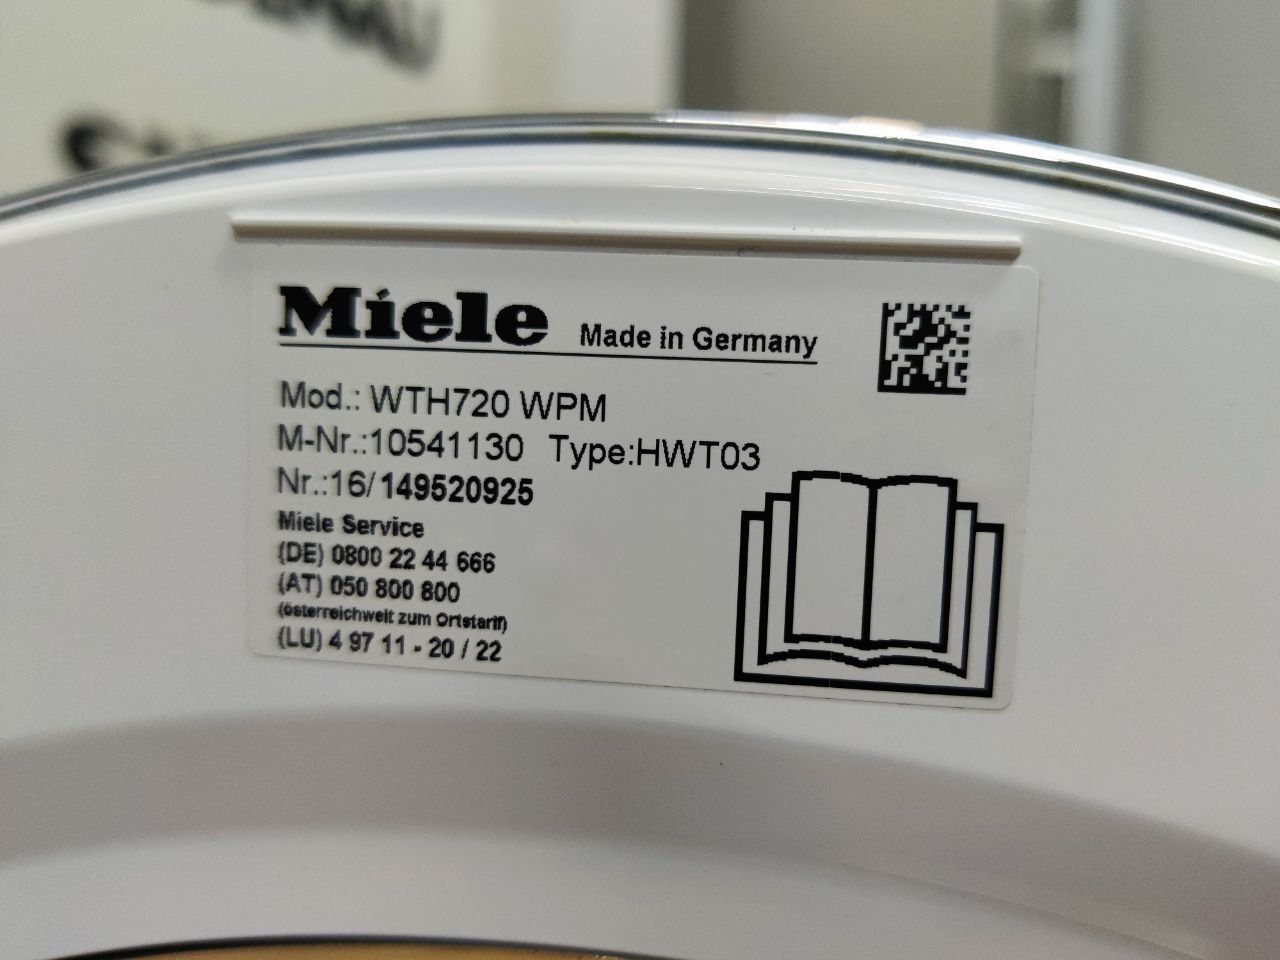 Miele Made in Germany
Mod.: WTH720 WPM
M-Nr.:10541130 Type:HWT03
Nr.:16/149520925
Miele Service
(DE) 0800 22 44 666
(AT) 050 800 800
(österreichweit zum Ortstarif)
(LU) 4 97 11 - 20 / 22